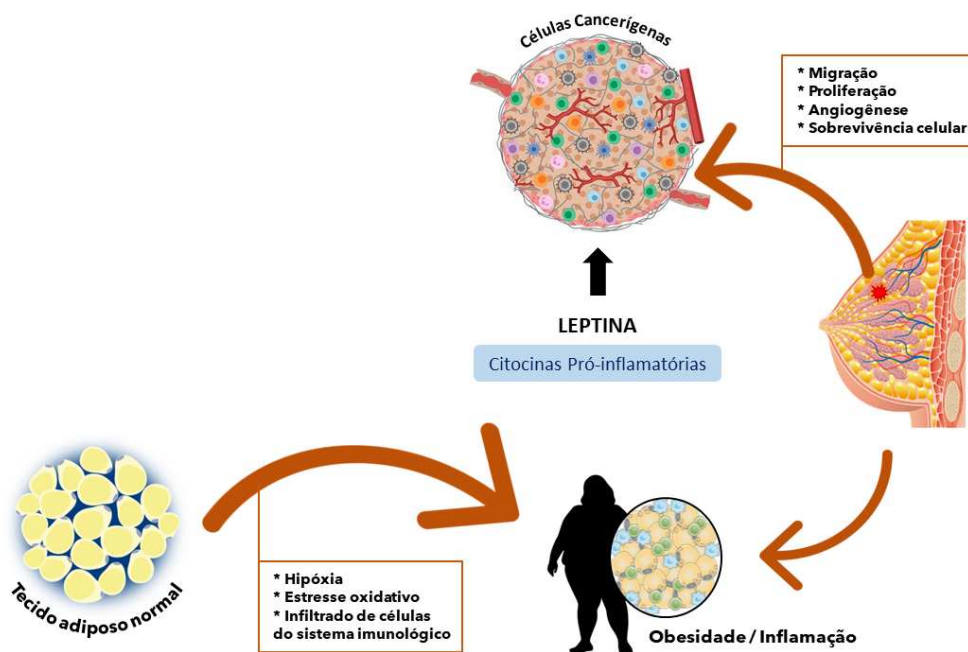 Células Cancerígenas
* Migração
* Proliferação
* Angiogênese
* Sobrevivência celular
LEPTINA
Citocinas Pró-inflamatórias
Tecido adiposo normal
* Hipóxia
* Estresse oxidativo
* Infiltrado de células
do sistema imunológico
Obesidade / Inflamação